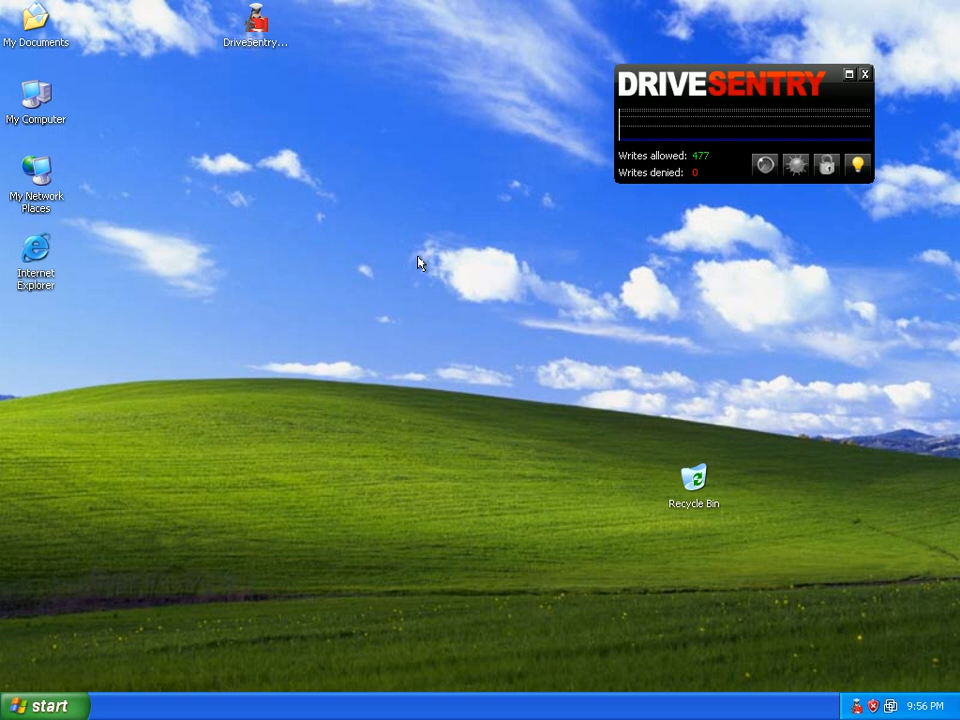 My Documents
DriveSentry...
My Computer
My Network
Places
Internet
Explorer
DRIVESENTRY
Writes allowed: 477
Writes denied: 0
Recycle Bin
start
9:56 PM